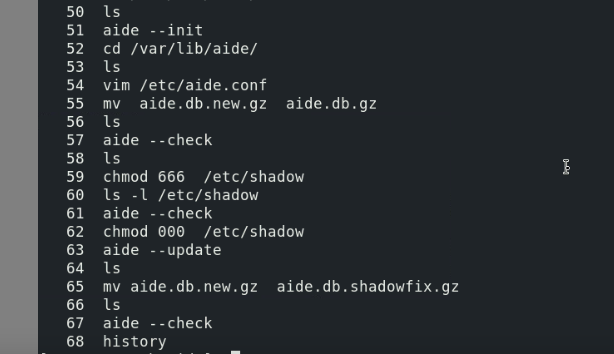 50 ls
51 aide --init
52 cd /var/lib/aide/
53 ls
54 vim /etc/aide.conf
55 mv  aide.db.new.gz  aide.db.gz
56 ls
57 aide --check
58 ls
59 chmod 666  /etc/shadow
60 ls -l /etc/shadow
61 aide --check
62 chmod 000  /etc/shadow
63 aide --update
64 ls
65 mv aide.db.new.gz  aide.db.shadowfix.gz
66 ls
67 aide --check
68 history